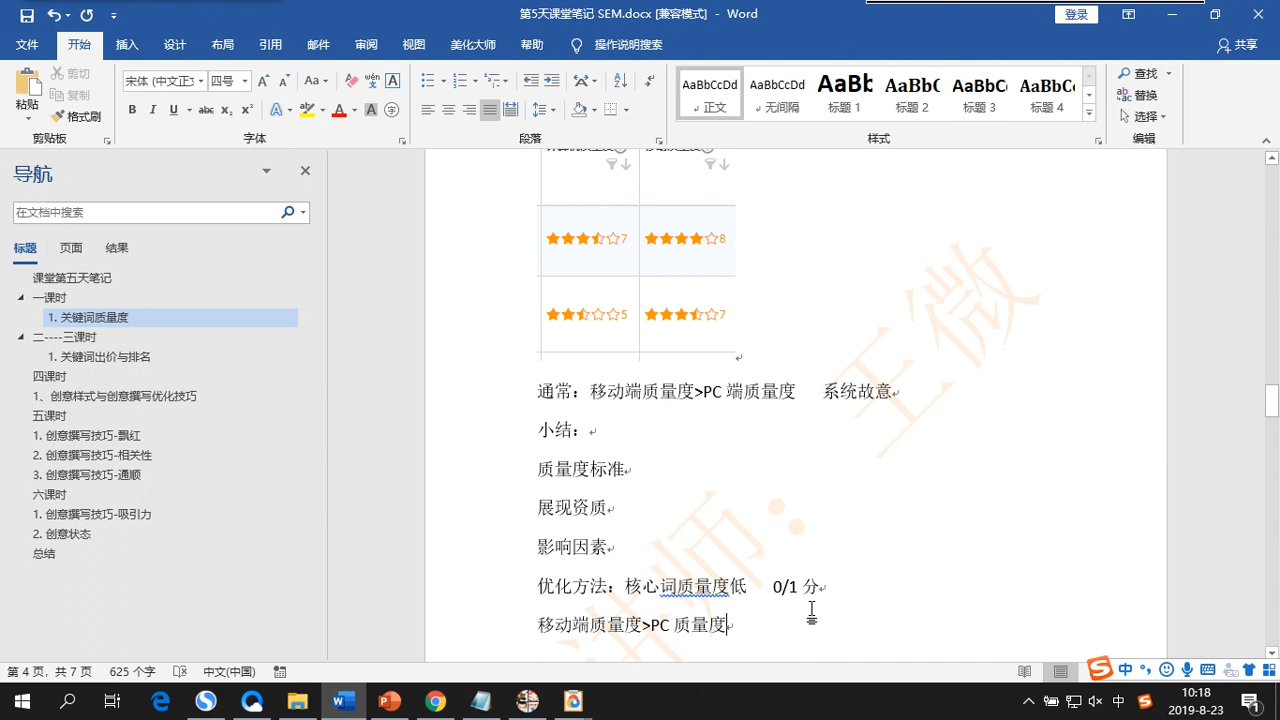 第5天课堂笔记 SEM.docx [兼容模式] - Word
登录
文件 开始 插入 设计 布局 引用 邮件 审阅 视图 美化大师 帮助 操作说明搜索 共享
粘贴
剪切
复制
格式刷
宋体 (中文正文 四号
AaBbCcDd AaBbCcDd AaBb AaBbC AaBbCc AaBbCc
正文 无间隔 标题 1 标题 2 标题 3 标题 4
查找
替换
选择
剪贴板 字体 段落 样式 编辑
导航
在文档中搜索
标题 页面 结果
课堂第五天笔记
一课时
1. 关键词质量度
二----三课时
1. 关键词出价与排名
四课时
1、创意样式与创意撰写优化技巧
五课时
1. 创意撰写技巧-飘红
2. 创意撰写技巧-相关性
3. 创意撰写技巧-通顺
六课时
1. 创意撰写技巧-吸引力
2. 创意状态
总结
7 8
5 7
通常：移动端质量度>PC 端质量度 系统故意
小结：
质量度标准
展现资质
影响因素
优化方法：核心词质量度低 0/1 分
移动端质量度>PC 质量度
讲师：王微
第 4 页，共 7 页 625 个字 中文(中国)
中
中
10:18
2019-8-23